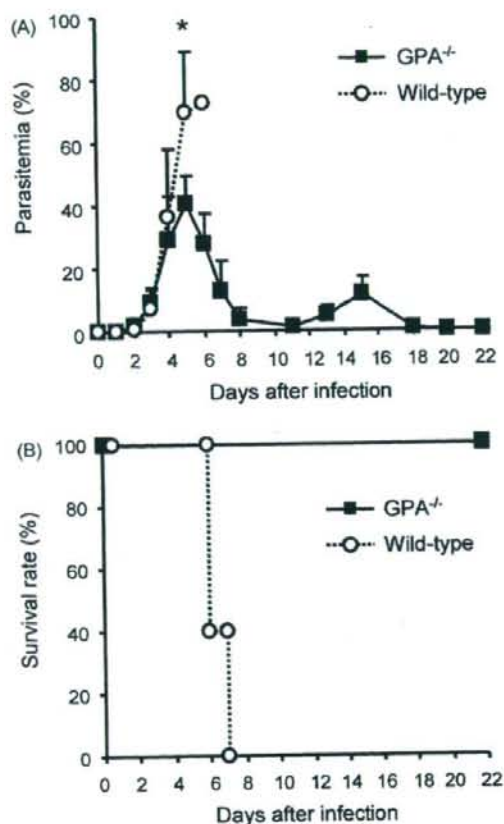 (A)
*
100
80
60
40
20
0
Parasitemia (%)
GPA-/-
Wild-type
0 2 4 6 8 10 12 14 16 18 20 22
Days after infection
(B)
100
80
60
40
20
0
Survival rate (%)
GPA-/-
Wild-type
0 2 4 6 8 10 12 14 16 18 20 22
Days after infection